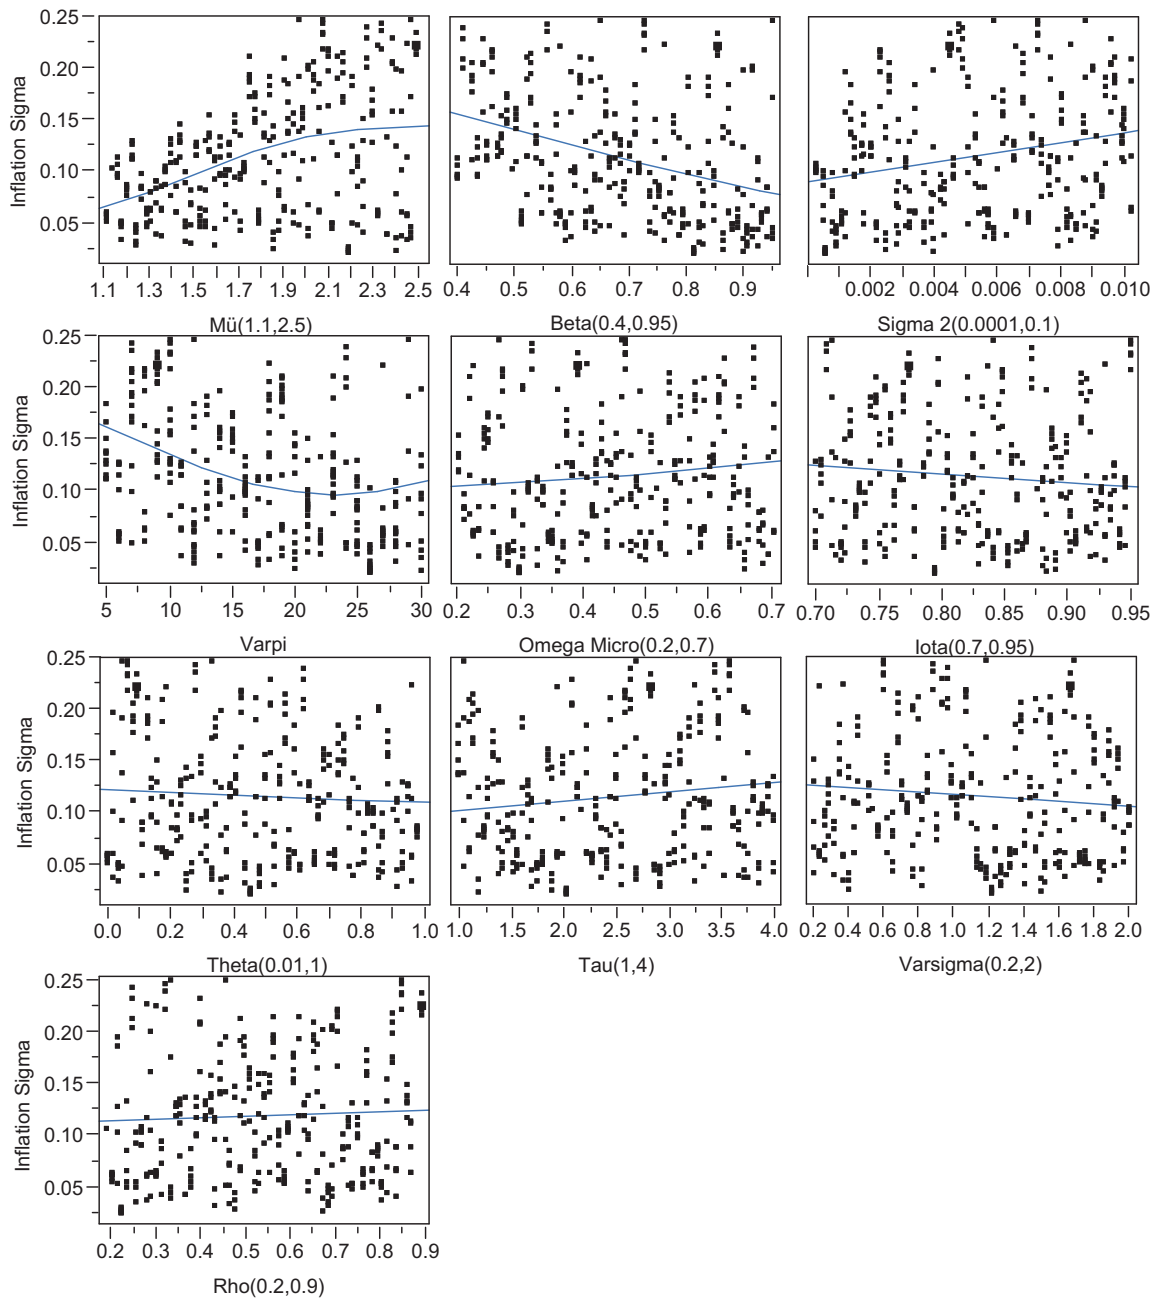 0.25
0.20
0.15
0.10
0.05
Inflation Sigma
1.1 1.3 1.5 1.7 1.9 2.1 2.3 2.5
0.4 0.5 0.6 0.7 0.8 0.9
0.002 0.004 0.006 0.008 0.010
Mü(1.1,2.5)
Beta(0.4,0.95)
Sigma 2(0.0001,0.1)
0.25
0.20
0.15
0.10
0.05
Inflation Sigma
5 10 15 20 25 30
0.2 0.3 0.4 0.5 0.6 0.7
0.70 0.75 0.80 0.85 0.90 0.95
Varpi
Omega Micro(0.2,0.7)
Iota(0.7,0.95)
0.25
0.20
0.15
0.10
0.05
Inflation Sigma
0.0 0.2 0.4 0.6 0.8 1.0
1.0 1.5 2.0 2.5 3.0 3.5 4.0
0.2 0.4 0.6 0.8 1.0 1.2 1.4 1.6 1.8 2.0
Theta(0.01,1)
Tau(1,4)
Varsigma(0.2,2)
0.25
0.20
0.15
0.10
0.05
Inflation Sigma
0.2 0.3 0.4 0.5 0.6 0.7 0.8 0.9
Rho(0.2,0.9)